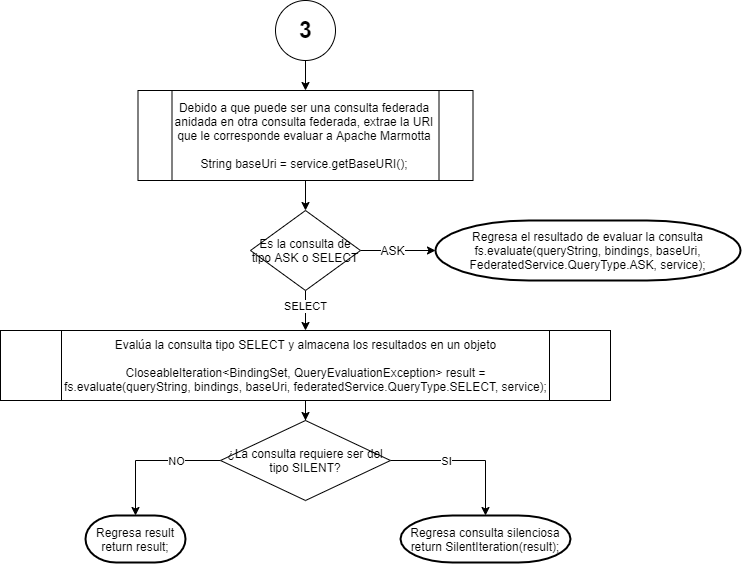 3
Debido a que puede ser una consulta federada
anidada en otra consulta federada, extrae la URI
que le corresponde evaluar a Apache Marmotta
String baseUri = service.getBaseURI();
Es la consulta de
tipo ASK o SELECT
ASK
Regresa el resultado de evaluar la consulta
fs.evaluate(queryString, bindings, baseUri,
FederatedService.QueryType.ASK, service);
SELECT
Evalúa la consulta tipo SELECT y almacena los resultados en un objeto
CloseableIteration<BindingSet, QueryEvaluationException> result =
fs.evaluate(queryString, bindings, baseUri, federatedService.QueryType.SELECT, service);
¿La consulta requiere ser del
tipo SILENT?
NO
SI
Regresa result
return result;
Regresa consulta silenciosa
return SilentIteration(result);